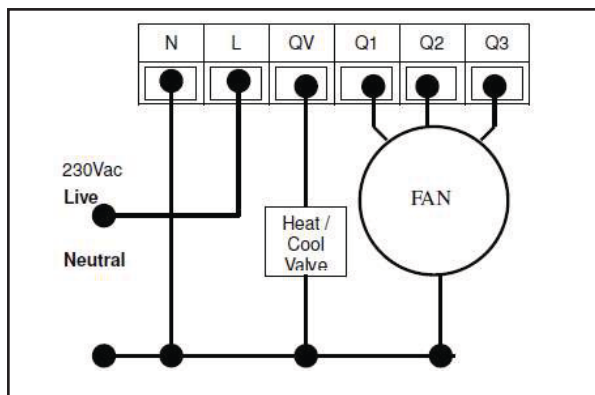 N L QV Q1 Q2 Q3
230Vac
Live
Neutral
Heat /
Cool
Valve
FAN